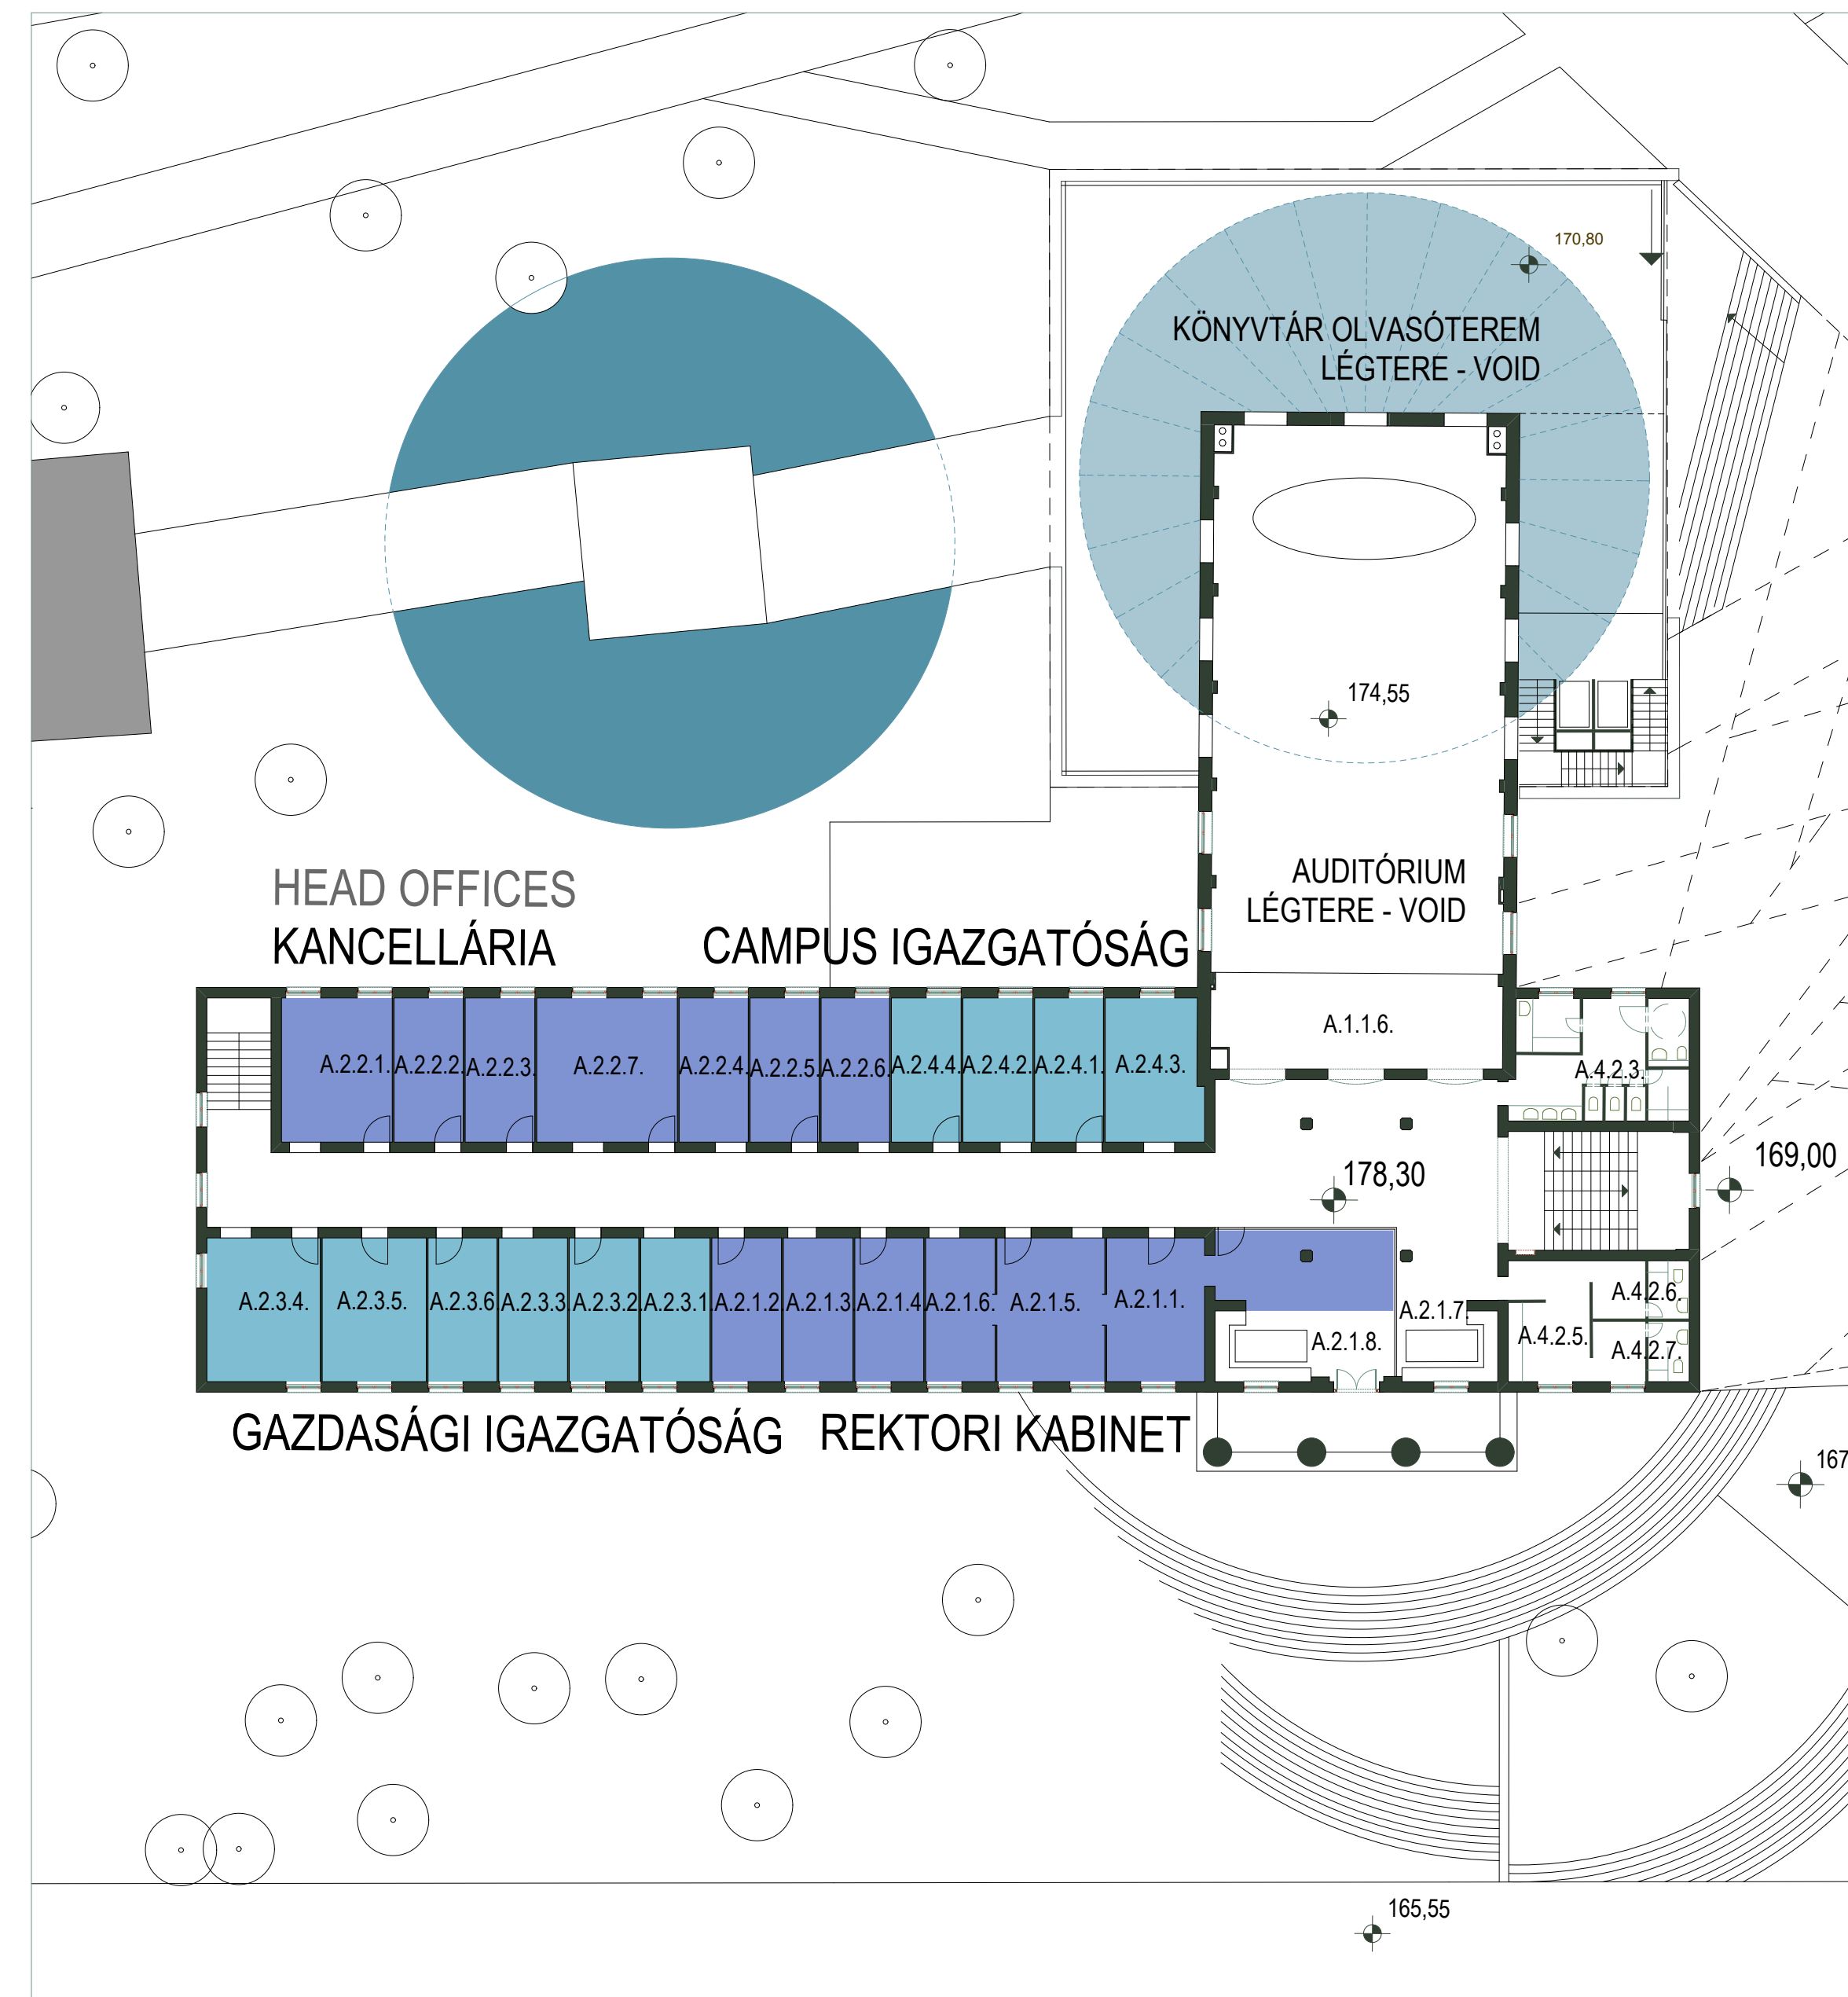 170,80
KÖNYVTÁR OLVASÓTEREM
LÉGTERE - VOID
174,55
AUDITÓRIUM
LÉGTERE - VOID
HEAD OFFICES
KANCELLÁRIA
CAMPUS IGAZGATÓSÁG
A.1.1.6.
A.2.2.1. A.2.2.2. A.2.2.3. A.2.2.7. A.2.2.4. A.2.2.5. A.2.2.6. A.2.4.4. A.2.4.2. A.2.4.1. A.2.4.3.
A.4.2.3.
178,30
169,00
A.2.3.4. A.2.3.5. A.2.3.6. A.2.3.3. A.2.3.2. A.2.3.1. A.2.1.2. A.2.1.3. A.2.1.4. A.2.1.6. A.2.1.5. A.2.1.1.
A.2.1.8.
A.2.1.7.
A.4.2.5.
A.4.2.6.
A.4.2.7.
GAZDASÁGI IGAZGATÓSÁG
REKTORI KABINET
167
165,55